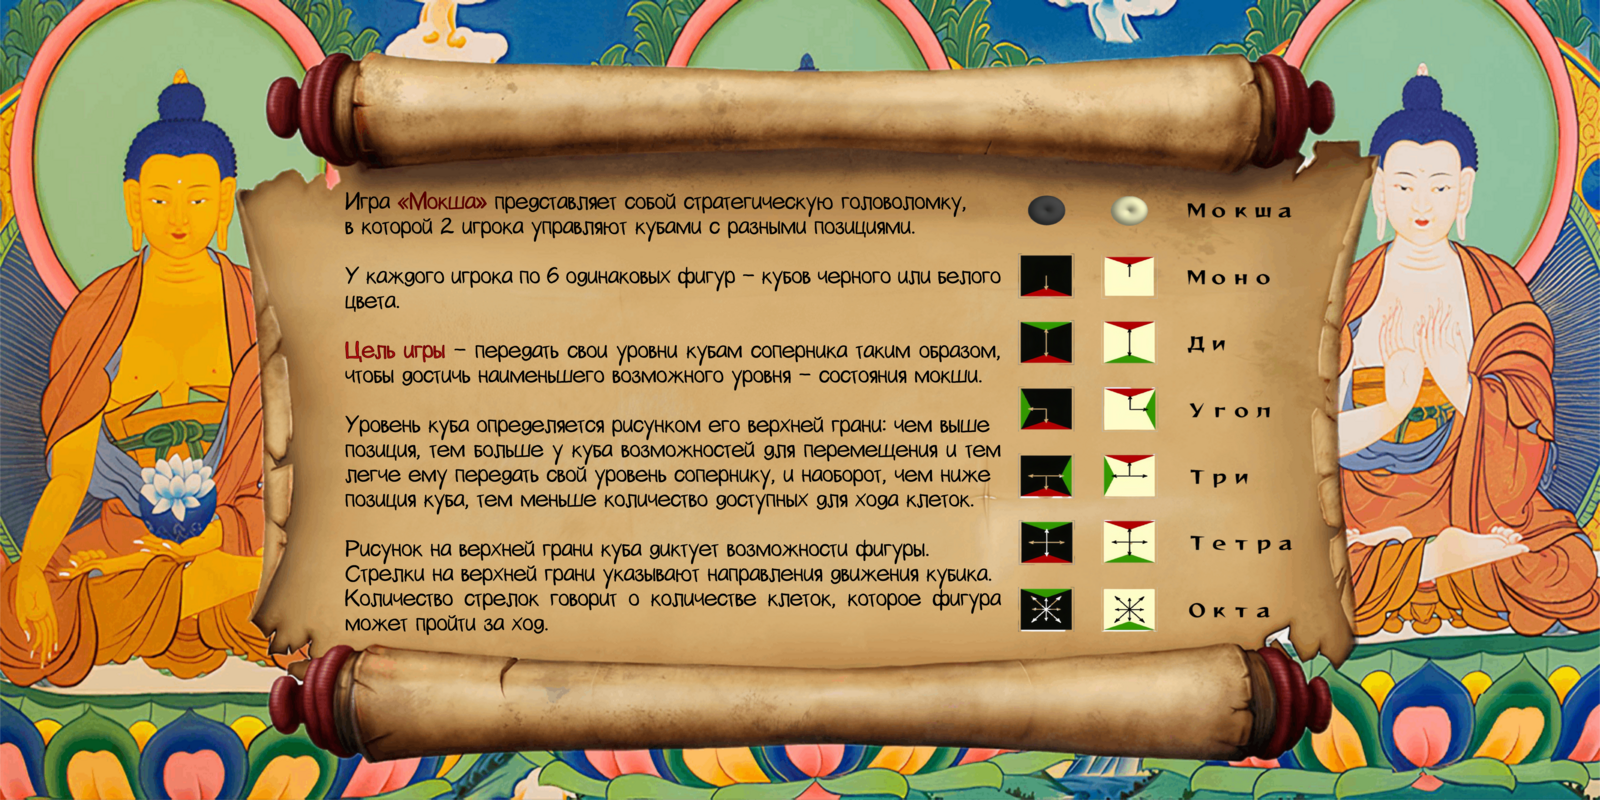 Игра «Мокша» представляет собой стратегическую головоломку,
в которой 2 игрока управляют кубами с разными позициями.
У каждого игрока по 6 одинаковых фигур – кубов черного или белого
цвета.
Цель игры – передать свои уровни кубам соперника таким образом,
чтобы достичь наименьшего возможного уровня – состояния мокши.
Уровень куба определяется рисунком его верхней грани: чем выше
позиция, тем больше у куба возможностей для перемещения и тем
легче ему передать свой уровень сопернику, и наоборот, чем ниже
позиция куба, тем меньше количество доступных для хода клеток.
Рисунок на верхней грани куба диктует возможности фигуры.
Стрелки на верхней грани указывают направления движения кубика.
Количество стрелок говорит о количестве клеток, которое фигура
может пройти за ход.
Мокша
Моно
Ди
Угол
Три
Тетра
Окта